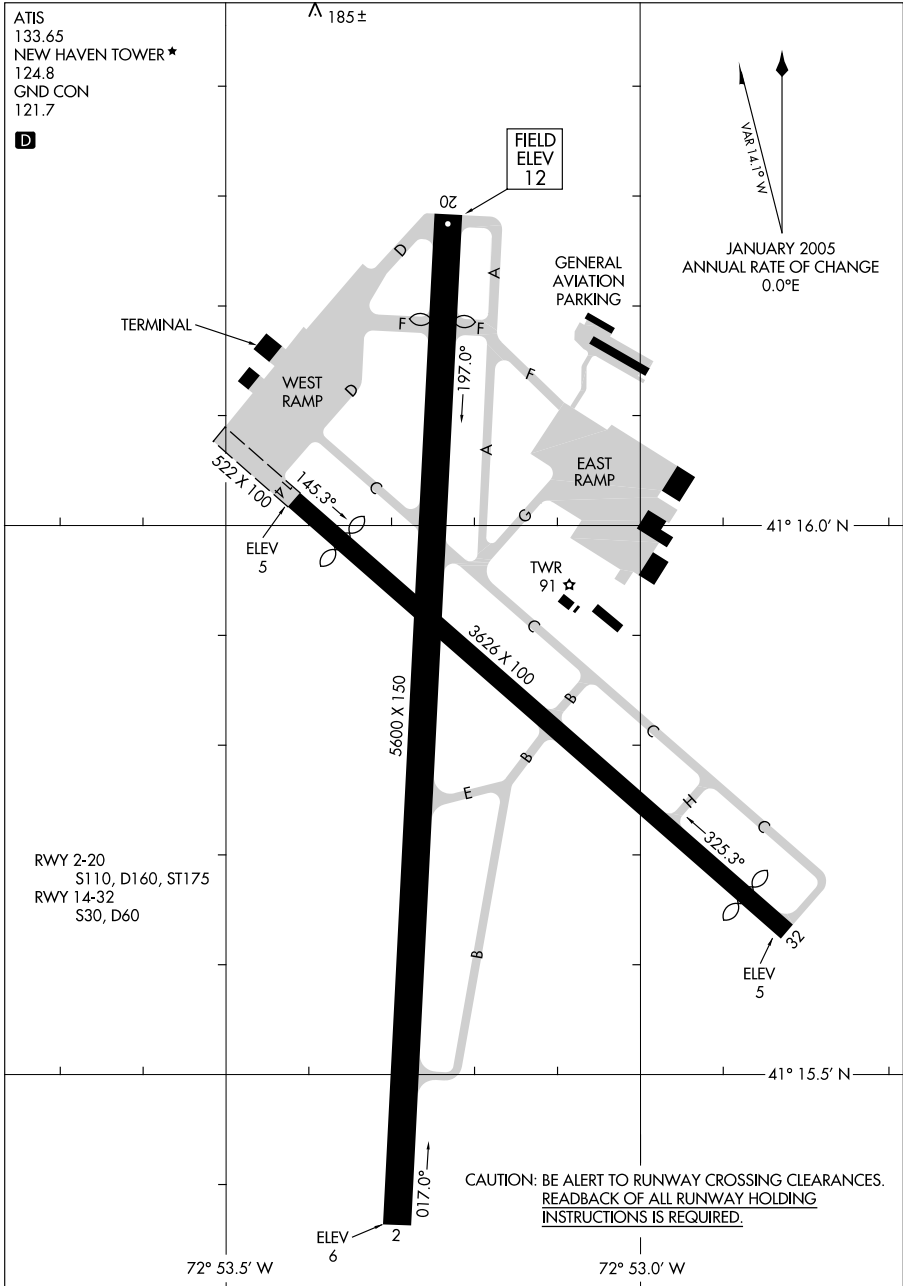 ATIS
133.65
NEW HAVEN TOWER★
124.8
GND CON
121.7
D
185 ±
VAR 14.1° W
JANUARY 2005
ANNUAL RATE OF CHANGE
0.0°E
FIELD
ELEV
12
20
D
A
GENERAL
AVIATION
PARKING
TERMINAL
F
F
197.0°
F
WEST
RAMP
D
A
EAST
RAMP
522 X 100
14
145.3°
C
G
41° 16.0' N
ELEV
5
TWR
91
C
3626 X 100
5600 X 150
B
C
B
E
H
C
325.3°
RWY 2-20
S110, D160, ST175
RWY 14-32
S30, D60
32
B
ELEV
5
41° 15.5' N
017.0°
CAUTION: BE ALERT TO RUNWAY CROSSING CLEARANCES.
READBACK OF ALL RUNWAY HOLDING
INSTRUCTIONS IS REQUIRED.
ELEV
6
2
72° 53.5' W
72° 53.0' W